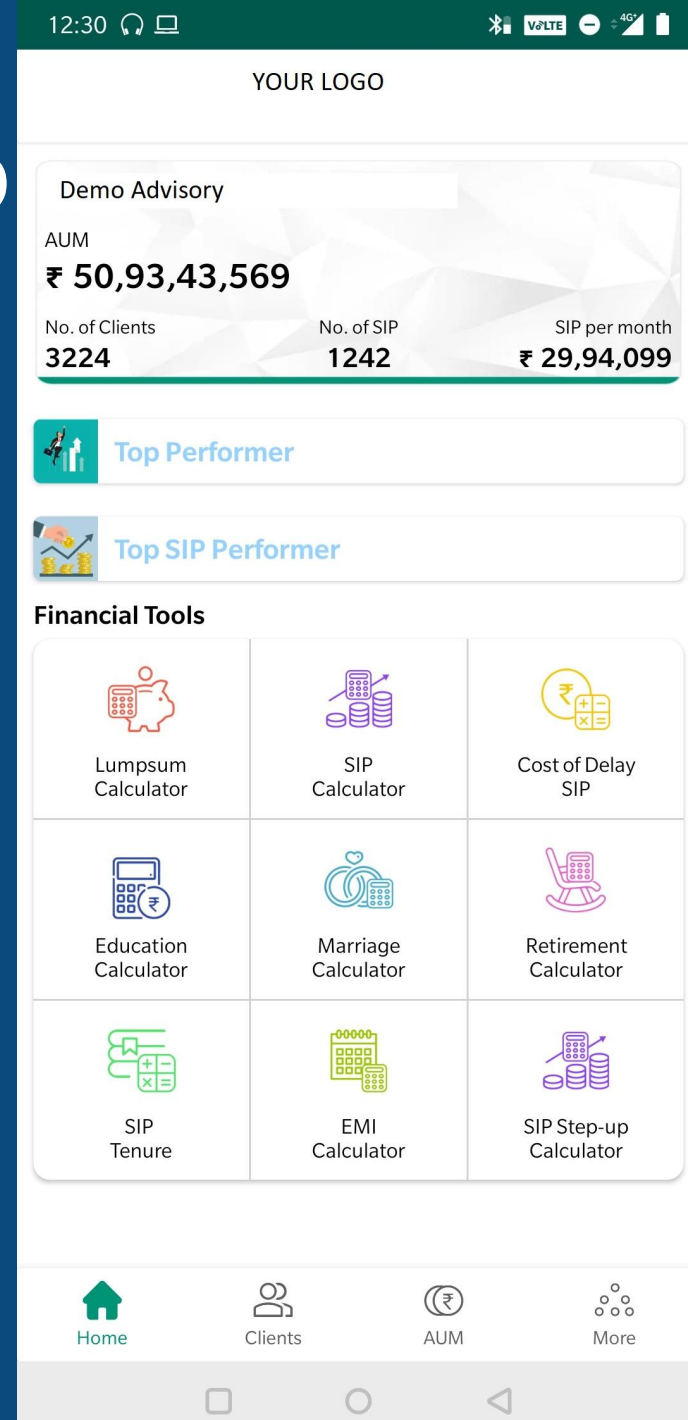 12:30 VoLTE 4G+
YOUR LOGO
Demo Advisory
AUM
₹ 50,93,43,569
No. of Clients No. of SIP SIP per month
3224 1242 ₹ 29,94,099
Top Performer
Top SIP Performer
Financial Tools
Lumpsum
Calculator
SIP
Calculator
Cost of Delay
SIP
Education
Calculator
Marriage
Calculator
Retirement
Calculator
SIP
Tenure
EMI
Calculator
SIP Step-up
Calculator
Home Clients AUM More